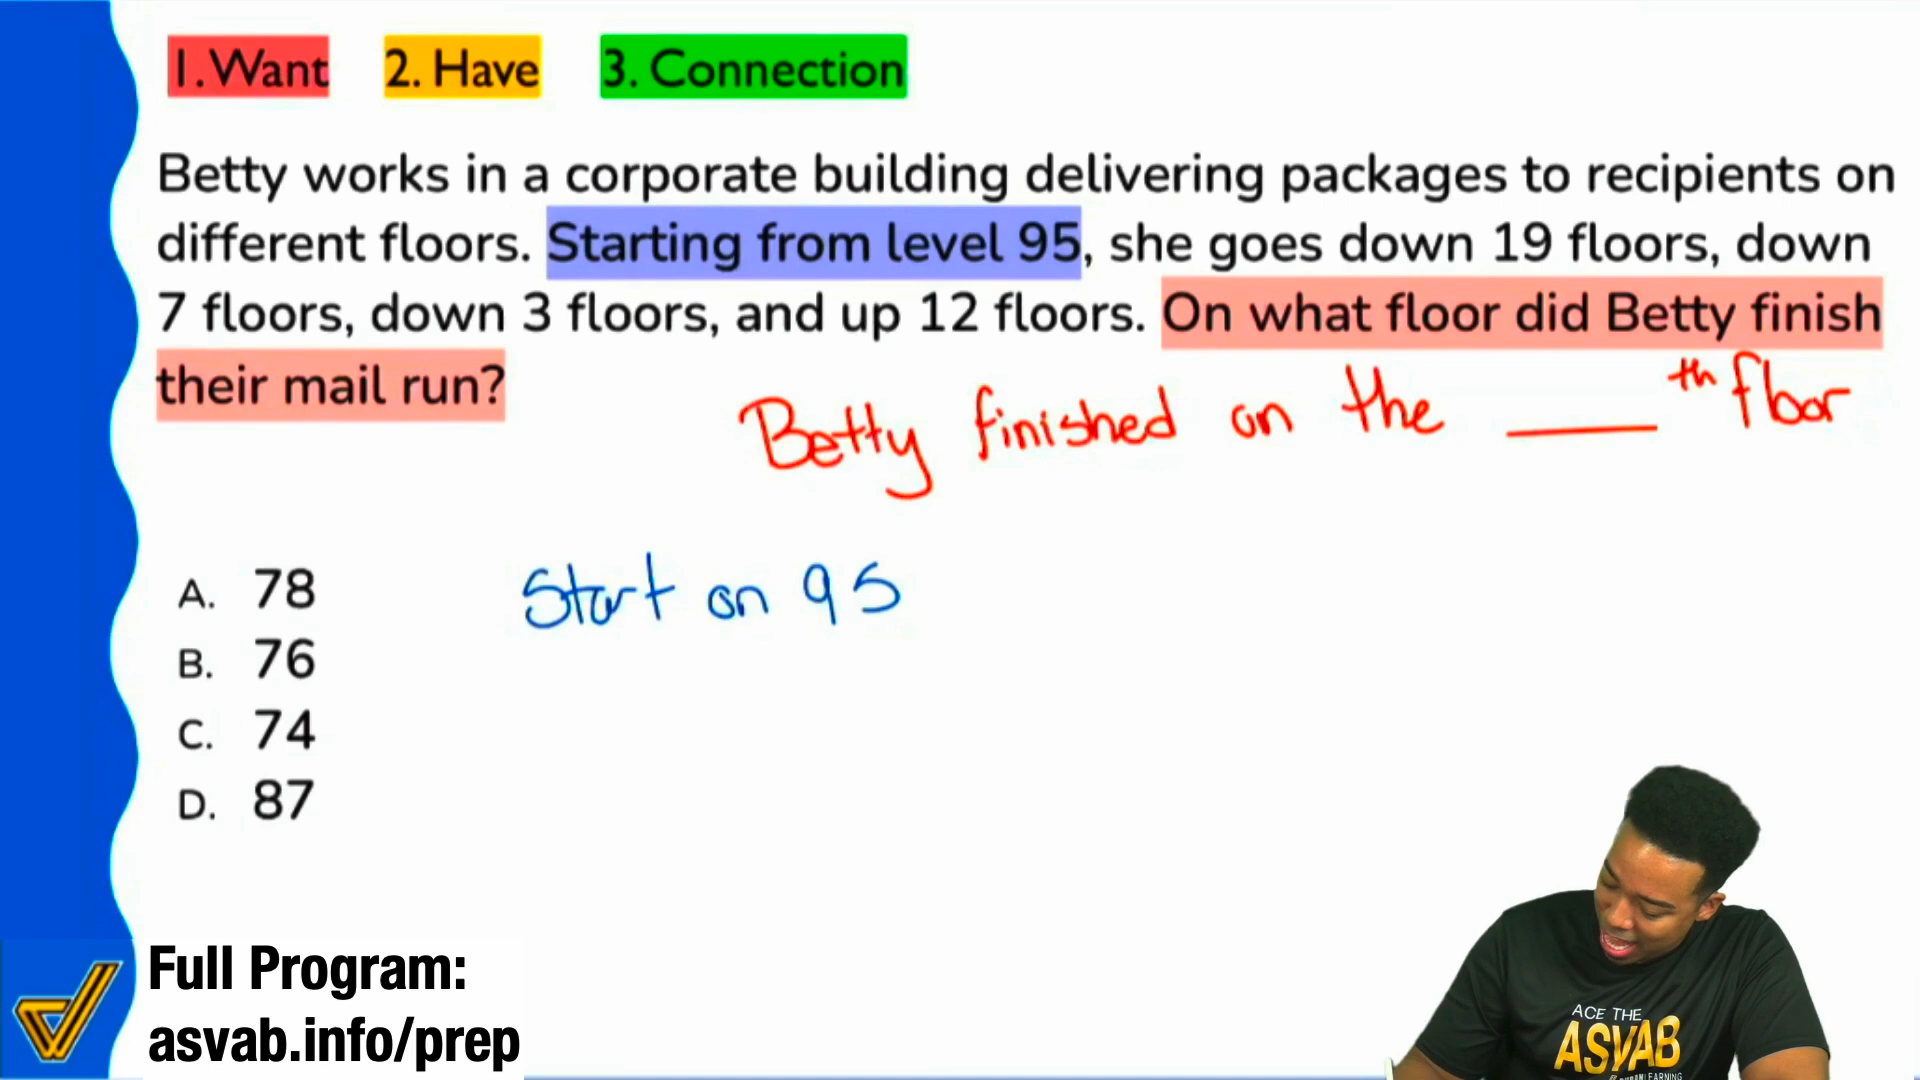 1. Want 2. Have 3. Connection
Betty works in a corporate building delivering packages to recipients on
different floors. Starting from level 95, she goes down 19 floors, down
7 floors, down 3 floors, and up 12 floors. On what floor did Betty finish
their mail run?
Betty finished on the ____ th floor
Start on 95
A. 78
B. 76
C. 74
D. 87
Full Program:
asvab.info/prep
ACE THE
ASVAB
LEARNING